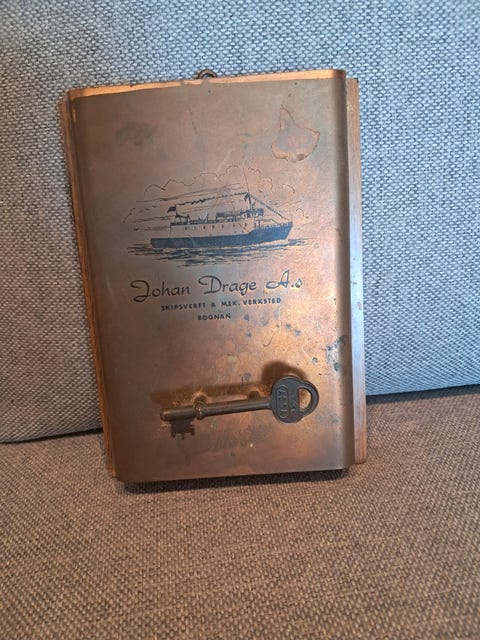 Johan Drage A.s
SKIPSVERFT & MEK. VERKSTED
ROGNAN